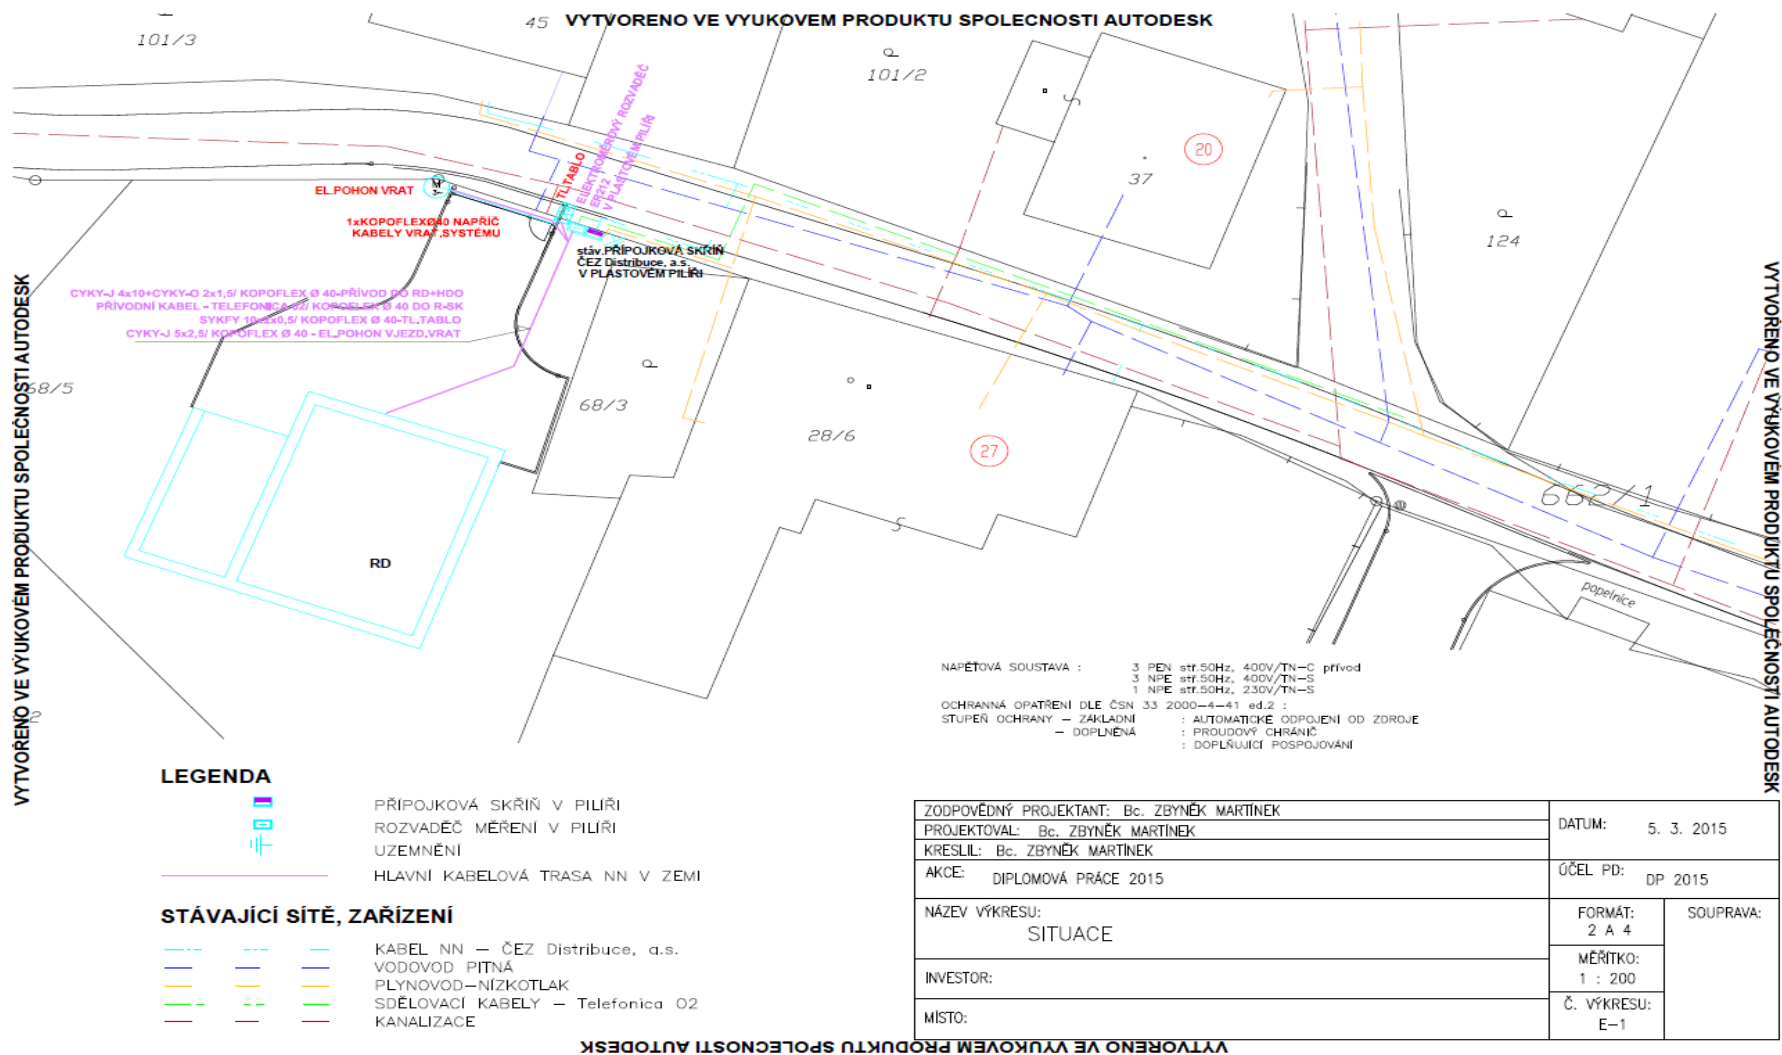 VYTVOŘENO VE VÝUKOVÉM PRODUKTU SPOLEČNOSTI AUTODESK
101/3
45
101/2
37
20
124
EL.POHON VRAT
M
3~
TL.TABLO
ELEKTROMĚROVÝ ROZVADĚČ
ER212
V PLASTOVÉM PILÍŘI
1xKOPOFLEXØ40 NAPŘÍČ
KABELY VRAT.SYSTÉMU
stáv.PŘÍPOJKOVÁ SKŘÍŇ
ČEZ Distribuce, a.s.
V PLASTOVÉM PILÍŘI
CYKY-J 4x10+CYKY-O 2x1,5/ KOPOFLEX Ø 40-PŘÍVOD DO RD+HDO
PŘÍVODNÍ KABEL - TELEFONICA 02/ KOPOFLEX Ø 40 DO R-SK
SYKFY 10x2x0,5/ KOPOFLEX Ø 40-TL.TABLO
CYKY-J 5x2,5/ KOPOFLEX Ø 40 - EL.POHON VJEZD.VRAT
68/5
68/3
28/6
27
662/1
RD
popelnice
VYTVOŘENO VE VÝUKOVÉM PRODUKTU SPOLEČNOSTI AUTODESK
VYTVOŘENO VE VÝUKOVÉM PRODUKTU SPOLEČNOSTI AUTODESK
NAPĚŤOVÁ SOUSTAVA : 3 PEN stř.50Hz, 400V/TN-C přívod
3 NPE stř.50Hz, 400V/TN-S
1 NPE stř.50Hz, 230V/TN-S
OCHRANNÁ OPATŘENÍ DLE ČSN 33 2000-4-41 ed.2 :
STUPEŇ OCHRANY - ZÁKLADNÍ : AUTOMATICKÉ ODPOJENÍ OD ZDROJE
- DOPLNĚNÁ : PROUDOVÝ CHRÁNIČ
: DOPLŇUJÍCÍ POSPOJOVÁNÍ
LEGENDA
PŘÍPOJKOVÁ SKŘÍŇ V PILÍŘI
ROZVADĚČ MĚŘENÍ V PILÍŘI
UZEMNĚNÍ
HLAVNÍ KABELOVÁ TRASA NN V ZEMI
STÁVAJÍCÍ SÍTĚ, ZAŘÍZENÍ
KABEL NN - ČEZ Distribuce, a.s.
VODOVOD PITNÁ
PLYNOVOD-NÍZKOTLAK
SDĚLOVACÍ KABELY - Telefonica O2
KANALIZACE
ZODPOVĚDNÝ PROJEKTANT: Bc. ZBYNĚK MARTÍNEK
PROJEKTOVAL: Bc. ZBYNĚK MARTÍNEK
KRESLIL: Bc. ZBYNĚK MARTÍNEK
DATUM: 5. 3. 2015
AKCE: DIPLOMOVÁ PRÁCE 2015
ÚČEL PD: DP 2015
NÁZEV VÝKRESU:
SITUACE
FORMÁT:
2 A 4
SOUPRAVA:
MĚŘÍTKO:
1 : 200
INVESTOR:
Č. VÝKRESU:
E-1
MÍSTO:
VYTVOŘENO VE VÝUKOVÉM PRODUKTU SPOLEČNOSTI AUTODESK